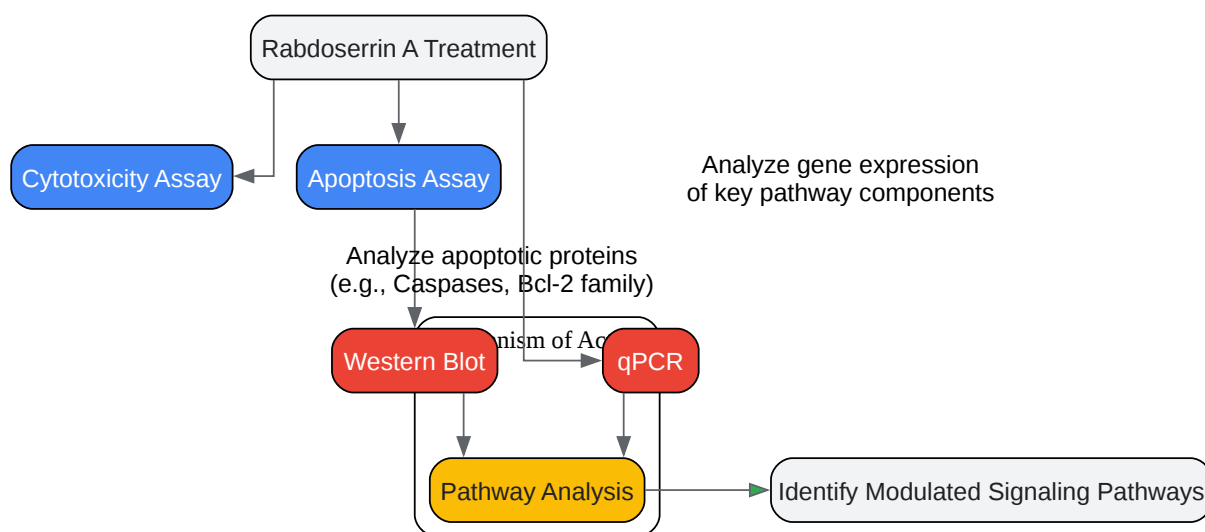 Rabdoserrin A Treatment
Cytotoxicity Assay
Apoptosis Assay
Analyze gene expression
of key pathway components
Analyze apoptotic proteins
(e.g., Caspases, Bcl-2 family)
of
Western Blot
qPCR
Pathway Analysis
Identify Modulated Signaling Pathways